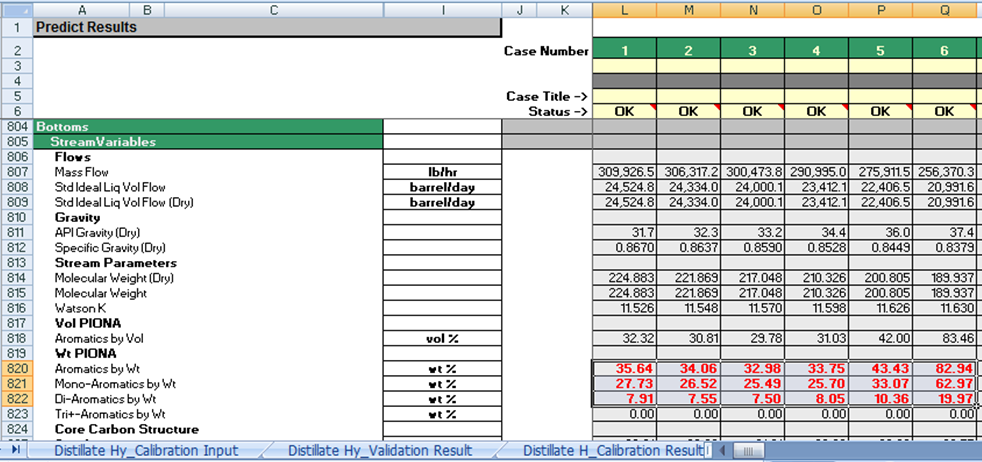 A B C I J K L M N O P Q
1 Predict Results
2 Case Number 1 2 3 4 5 6
3
4
5 Case Title ->
6 Status -> OK OK OK OK OK OK
804 Bottoms
805 StreamVariables
806 Flows
807 Mass Flow lb/hr 309,926.5 306,317.2 300,473.8 290,995.0 275,911.5 256,370.3
808 Std Ideal Liq Vol Flow barrel/day 24,524.8 24,334.0 24,000.1 23,412.1 22,406.5 20,991.6
809 Std Ideal Liq Vol Flow (Dry) barrel/day 24,524.8 24,334.0 24,000.1 23,412.1 22,406.5 20,991.6
810 Gravity
811 API Gravity (Dry) 31.7 32.3 33.2 34.4 36.0 37.4
812 Specific Gravity (Dry) 0.8670 0.8637 0.8590 0.8528 0.8449 0.8379
813 Stream Parameters
814 Molecular Weight (Dry) 224.883 221.869 217.048 210.326 200.805 189.937
815 Molecular Weight 224.883 221.869 217.048 210.326 200.805 189.937
816 Watson K 11.526 11.548 11.570 11.598 11.626 11.630
817 Vol PIONA
818 Aromatics by Vol vol % 32.32 30.81 29.78 31.03 42.00 83.46
819 Wt PIONA
820 Aromatics by Wt wt % 35.64 34.06 32.98 33.75 43.43 82.94
821 Mono-Aromatics by Wt wt % 27.73 26.52 25.49 25.70 33.07 62.97
822 Di-Aromatics by Wt wt % 7.91 7.55 7.50 8.05 10.36 19.97
823 Tri+-Aromatics by Wt wt % 0.00 0.00 0.00 0.00 0.00 0.00
824 Core Carbon Structure
Distillate Hy_Calibration Input Distillate Hy_Validation Result Distillate H_Calibration Result